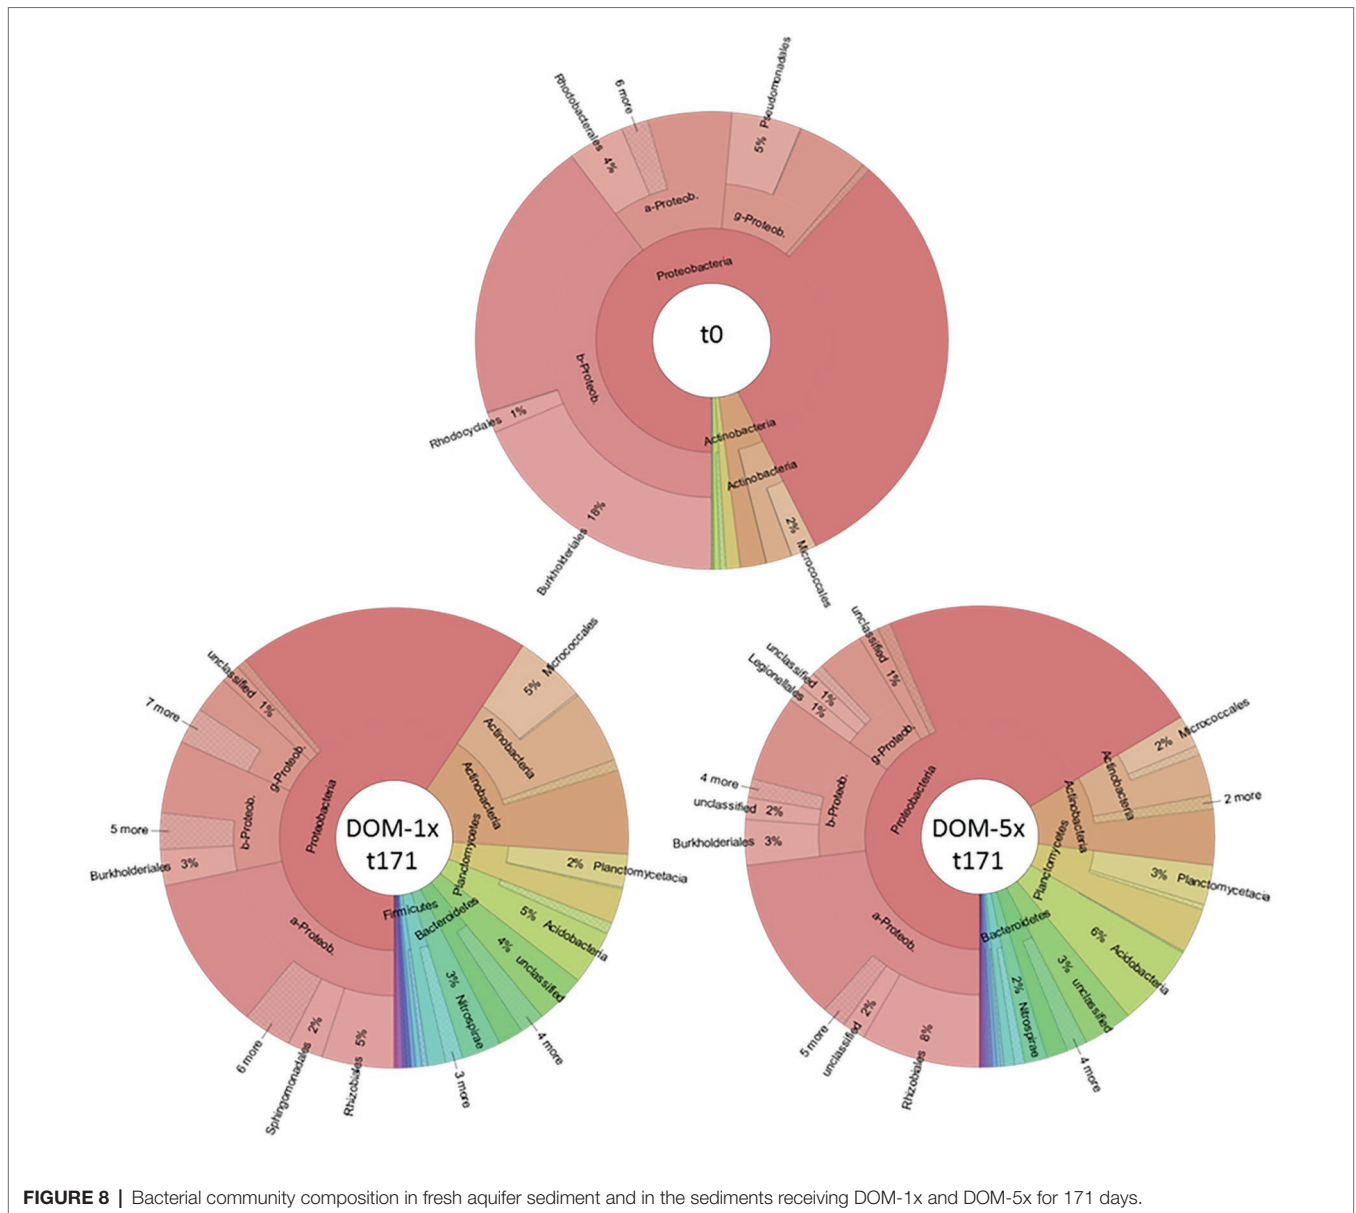 Rhodobacterales
4%
6 more
5% Pseudomonadales
a-Proteob.
g-Proteob.
Proteobacteria
t0
b-Proteob.
Rhodocyclales 1%
Burkholderiales 18%
Actinobacteria
Actinobacteria
2% Micrococcales
unclassified 1%
7 more
g-Proteob.
b-Proteob.
5 more
Burkholderiales 3%
Proteobacteria
a-Proteob.
6 more
Sphingomonadales 2%
Rhizobiales 5%
DOM-1x
t171
5% Micrococcales
Actinobacteria
Actinobacteria
Planctomycetes
2% Planctomycetacia
5% Acidobacteria
Bacteroidetes
4% unclassified
4 more
Firmicutes
3% Nitrospirae
3 more
unclassified 1%
unclassified 1%
Legionellales 1%
g-Proteob.
4 more
unclassified 2%
Burkholderiales 3%
b-Proteob.
Proteobacteria
a-Proteob.
5 more
unclassified 2%
Rhizobiales 8%
DOM-5x
t171
2% Micrococcales
Actinobacteria
Actinobacteria
2 more
Planctomycetes
3% Planctomycetacia
6% Acidobacteria
Bacteroidetes
3% unclassified
4 more
2% Nitrospirae
FIGURE 8 | Bacterial community composition in fresh aquifer sediment and in the sediments receiving DOM-1x and DOM-5x for 171 days.